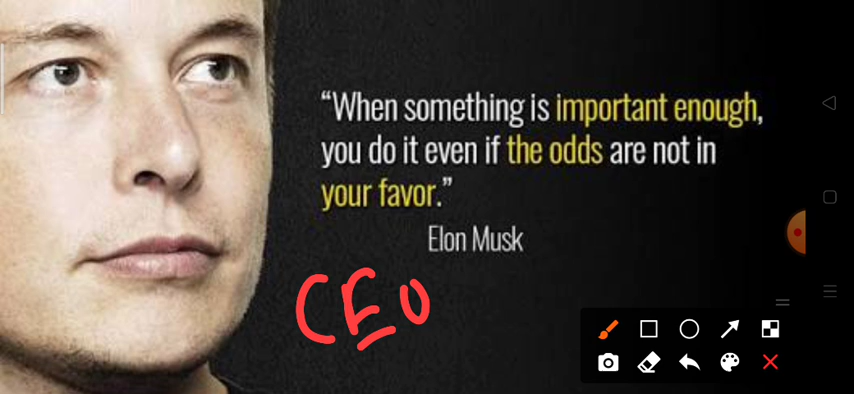 “When something is important enough,
you do it even if the odds are not in
your favor.”
Elon Musk
CEO